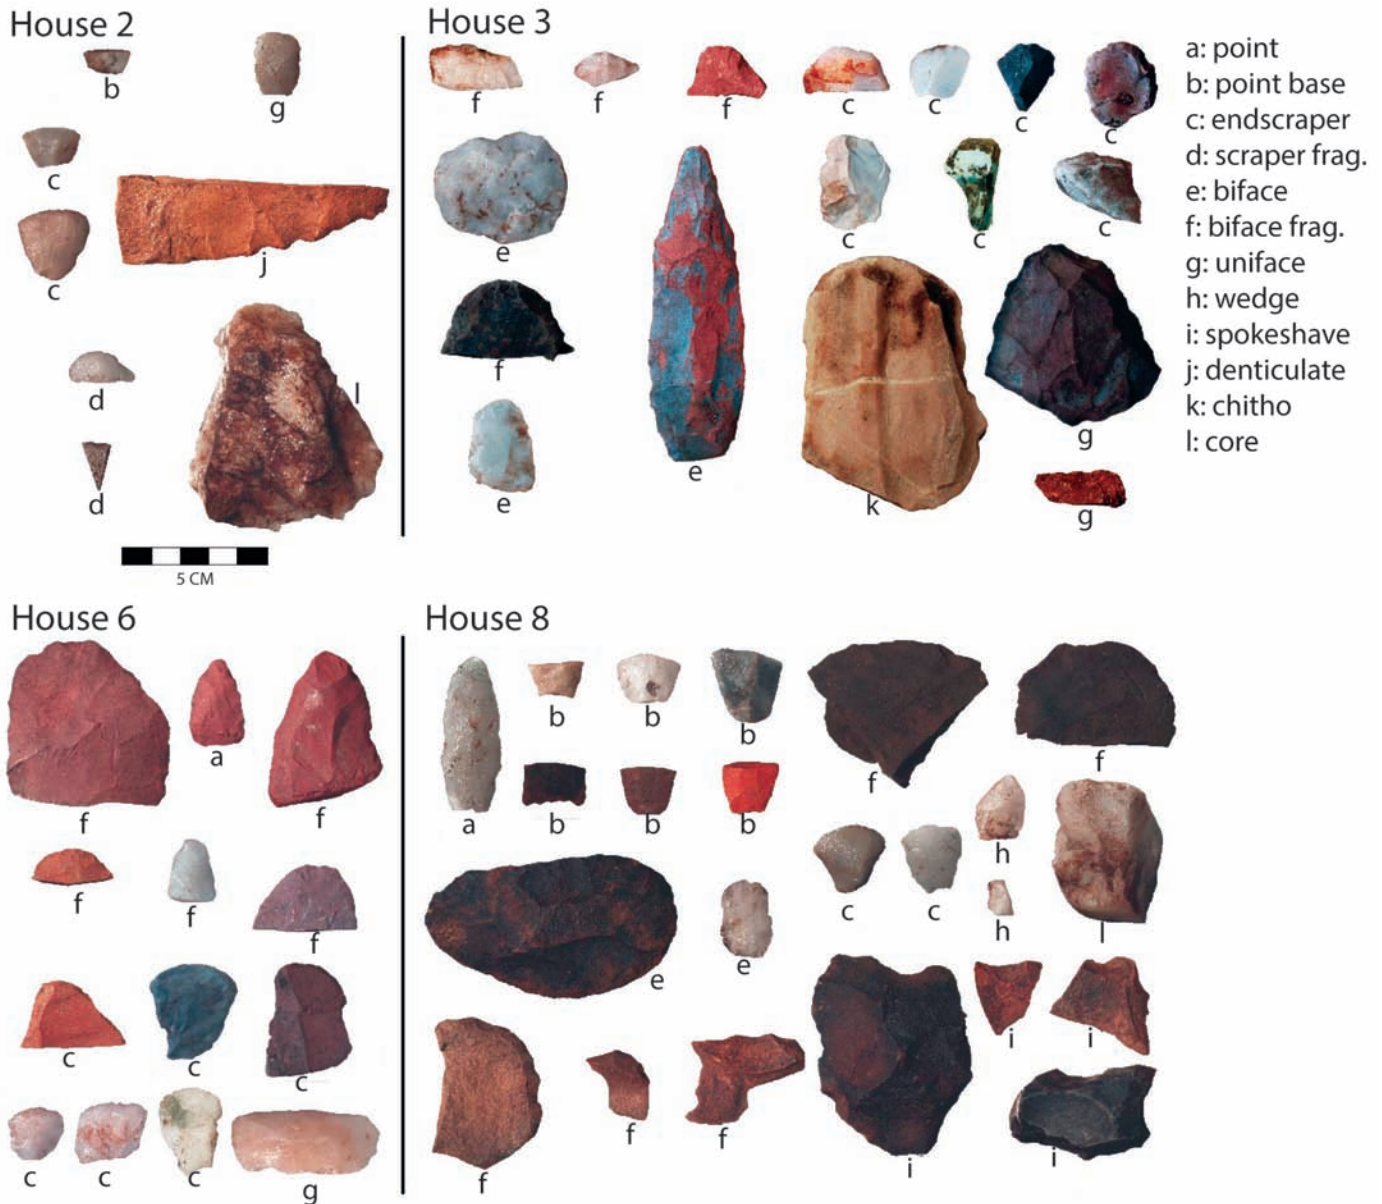 House 2
b
g
c
c
j
d
l
d
5 CM
House 3
f
f
f
c
c
c
c
e
c
c
c
f
e
e
e
k
g
g
a: point
b: point base
c: endscraper
d: scraper frag.
e: biface
f: biface frag.
g: uniface
h: wedge
i: spokeshave
j: denticulate
k: chitho
l: core
House 6
f
a
f
f
f
f
c
c
c
c
c
c
g
House 8
a
b
b
b
b
b
b
f
f
e
e
c
c
h
h
l
f
f
f
i
i
i
i